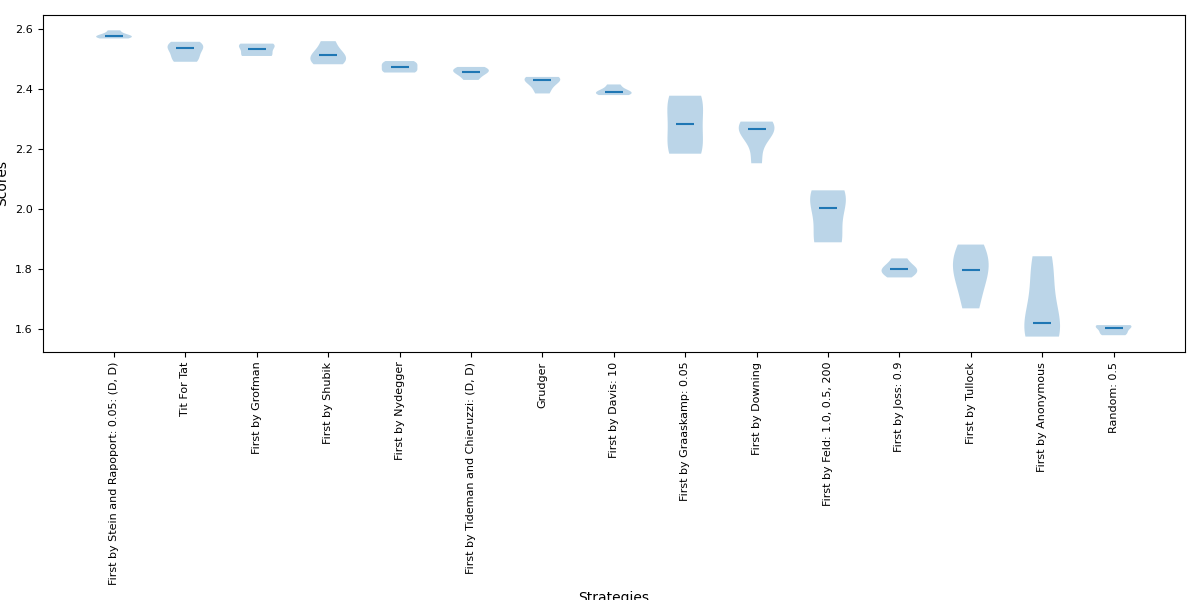 2.6
2.4
2.2
2.0
1.8
1.6
Scores
First by Stein and Rapoport: 0.05: (D, D)
Tit For Tat
First by Grofman
First by Shubik
First by Nydegger
First by Tideman and Chieruzzi: (D, D)
Grudger
First by Davis: 10
First by Graaskamp: 0.05
First by Downing
First by Feld: 1.0, 0.5, 200
First by Joss: 0.9
First by Tullock
First by Anonymous
Random: 0.5
Strategies